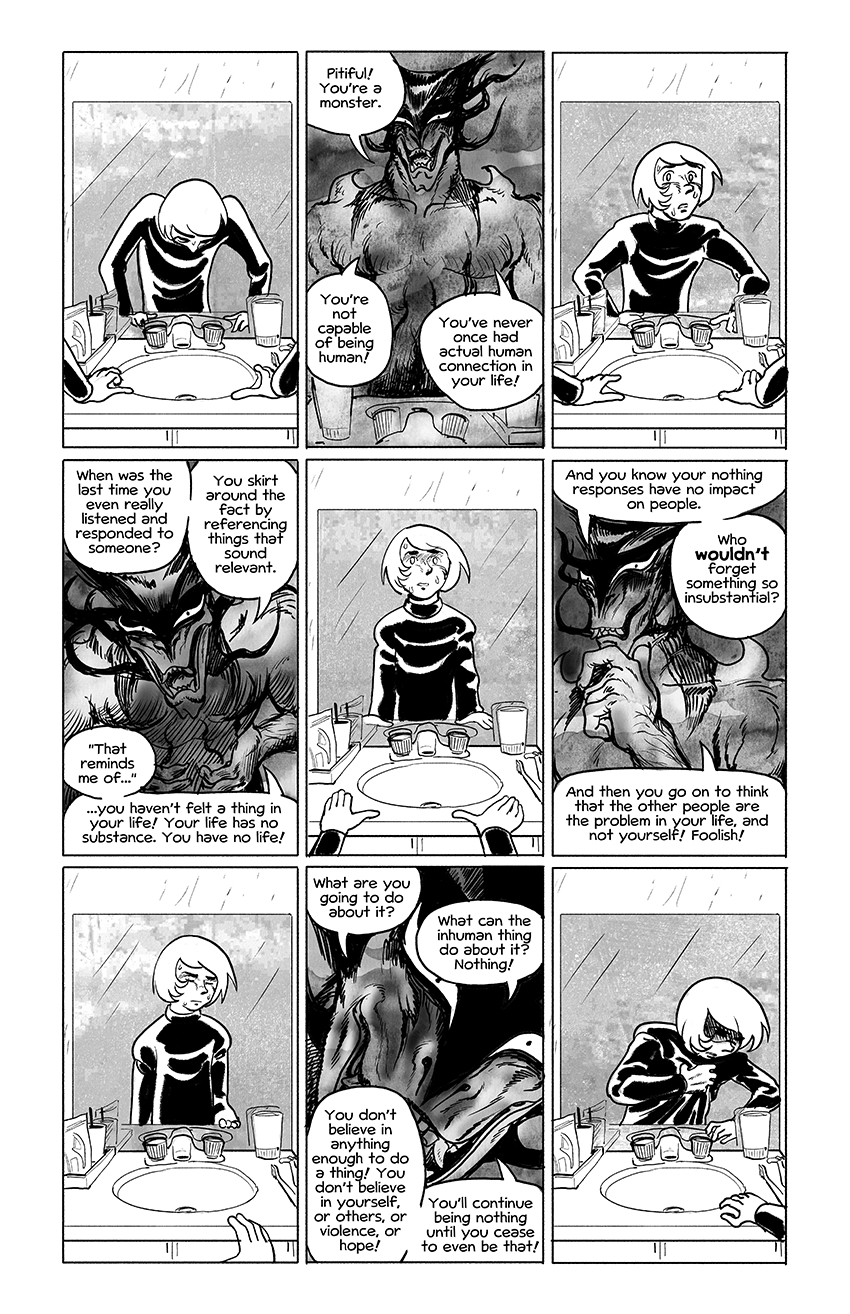 Pitiful!
You're a
monster.
You're
not
capable
of being
human!
You've never
once had
actual human
connection in
your life!
When was the
last time you
even really
listened and
responded to
someone?
You skirt
around the
fact by
referencing
things that
sound
relevant.
"That
reminds
me of..."
...you haven't felt a thing in
your life! Your life has no
substance. You have no life!
And you know your nothing
responses have no impact
on people.
Who
wouldn't
forget
something so
insubstantial?
And then you go on to think
that the other people are
the problem in your life, and
not yourself! Foolish!
What are you
going to do
about it?
What can the
inhuman thing
do about it?
Nothing!
You don't
believe in
anything
enough to do
a thing! You
don't believe
in yourself,
or others, or
violence, or
hope!
You'll continue
being nothing
until you cease
to even be that!